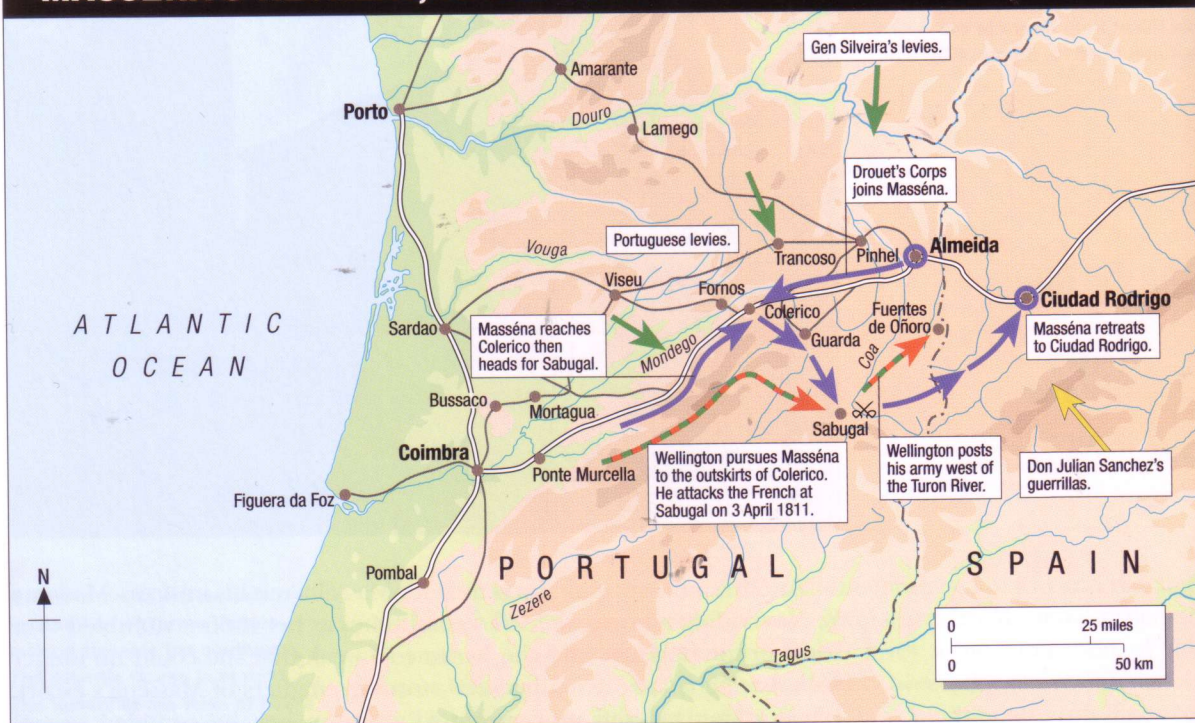 Gen Silveira's levies.
Amarante
Porto
Douro
Lamego
Drouet's Corps
joins Masséna.
Portuguese levies.
Vouga
Trancoso
Pinhel
Almeida
Viseu
Fornos
Colerico
Fuentes
de Oñoro
Ciudad Rodrigo
ATLANTIC
OCEAN
Sardao
Masséna reaches
Colerico then
heads for Sabugal.
Mondego
Guarda
Coa
Masséna retreats
to Ciudad Rodrigo.
Bussaco
Mortagua
Sabugal
Coimbra
Ponte Murcella
Wellington pursues Masséna
to the outskirts of Colerico.
He attacks the French at
Sabugal on 3 April 1811.
Wellington posts
his army west of
the Turon River.
Don Julian Sanchez's
guerrillas.
Figuera da Foz
PORTUGAL
SPAIN
N
Pombal
Zezere
Tagus
0 25 miles
0 50 km